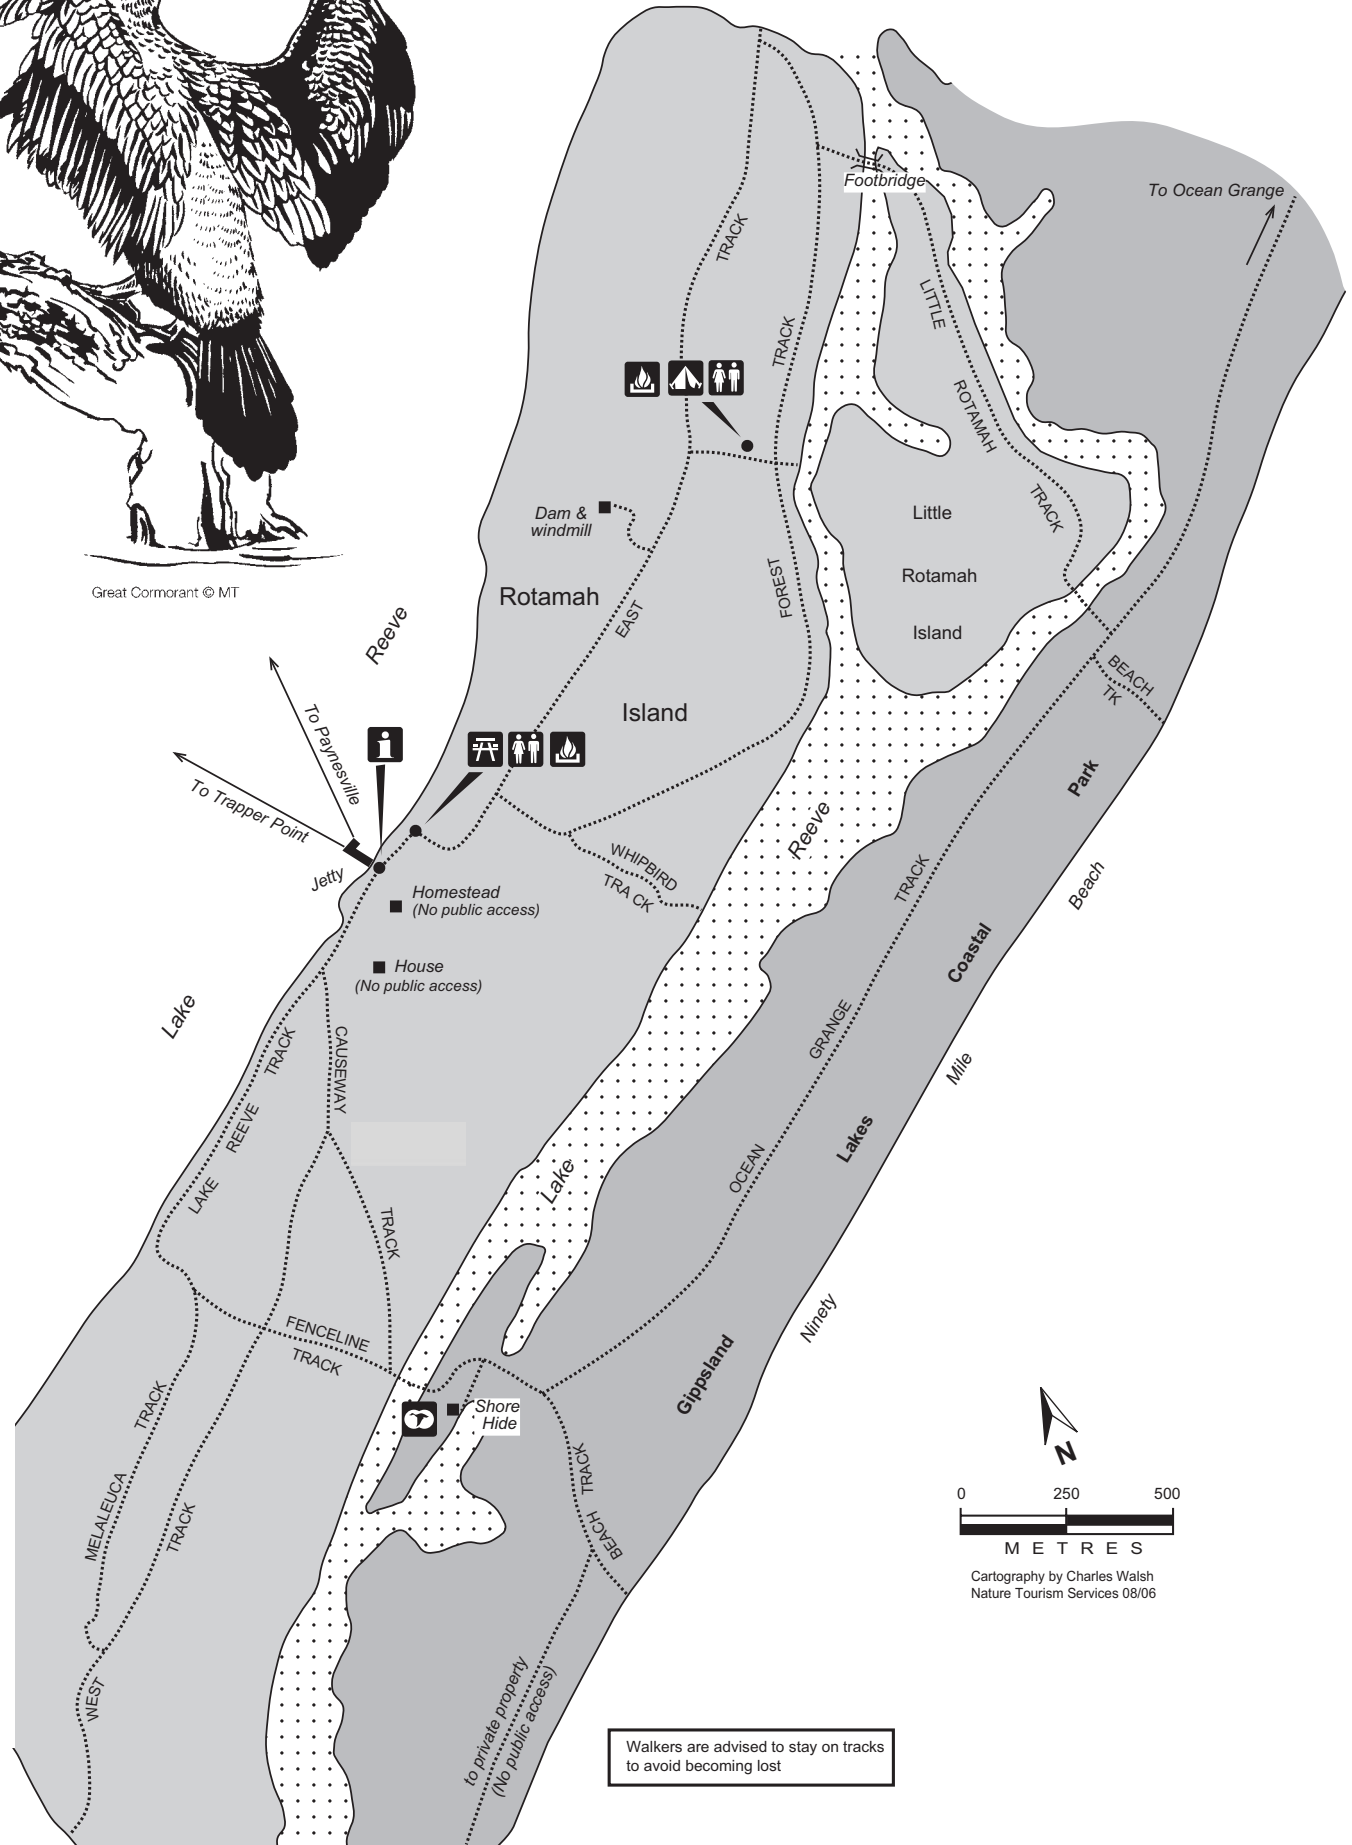 To Ocean Grange
Footbridge
TRACK
LITTLE
TRACK
ROTAMAH
TRACK
Dam &
windmill
Little
Rotamah
Island
Great Cormorant © MT
Rotamah
FOREST
EAST
Reeve
Island
BEACH
TK
To Paynesville
To Trapper Point
Park
Reeve
Jetty
WHIPBIRD
TRA CK
TRACK
Beach
Homestead
(No public access)
House
(No public access)
Coastal
Lake
TRACK
CAUSEWAY
GRANGE
Mile
REEVE
Lakes
LAKE
Lake
OCEAN
TRACK
FENCELINE
TRACK
Ninety
Gippsland
TRACK
Shore
Hide
TRACK
BEACH
N
MELALEUCA
TRACK
0 250 500
METRES
Cartography by Charles Walsh
Nature Tourism Services 08/06
WEST
to private property
(No public access)
Walkers are advised to stay on tracks
to avoid becoming lost